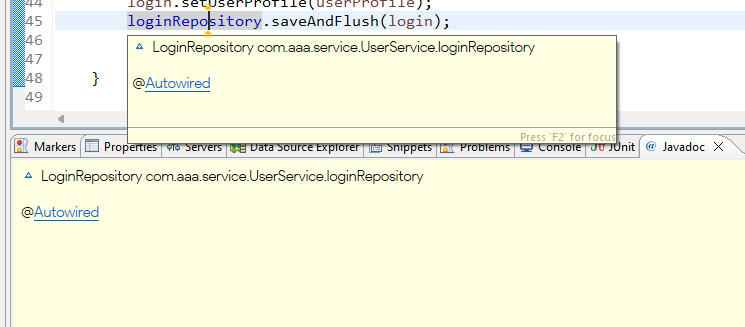 44 login.setUserProfile(userProfile);
45 loginRepository.saveAndFlush(login);
46
47
48 }
49
LoginRepository com.aaa.service.UserService.loginRepository
@Autowired
Press 'F2' for focus
Markers Properties Servers Data Source Explorer Snippets Problems Console JUnit @ Javadoc
LoginRepository com.aaa.service.UserService.loginRepository
@Autowired